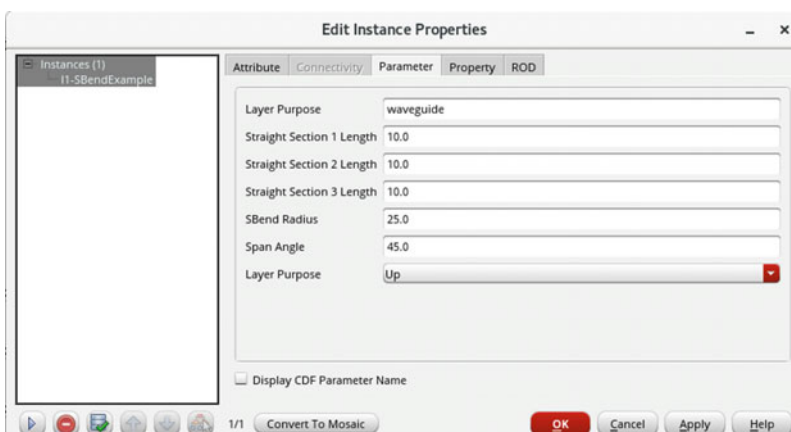 Edit Instance Properties
Instances (1)
I1-SBendExample
Attribute Connectivity Parameter Property ROD
Layer Purpose waveguide
Straight Section 1 Length 10.0
Straight Section 2 Length 10.0
Straight Section 3 Length 10.0
SBend Radius 25.0
Span Angle 45.0
Layer Purpose Up
Display CDF Parameter Name
1/1 Convert To Mosaic OK Cancel Apply Help